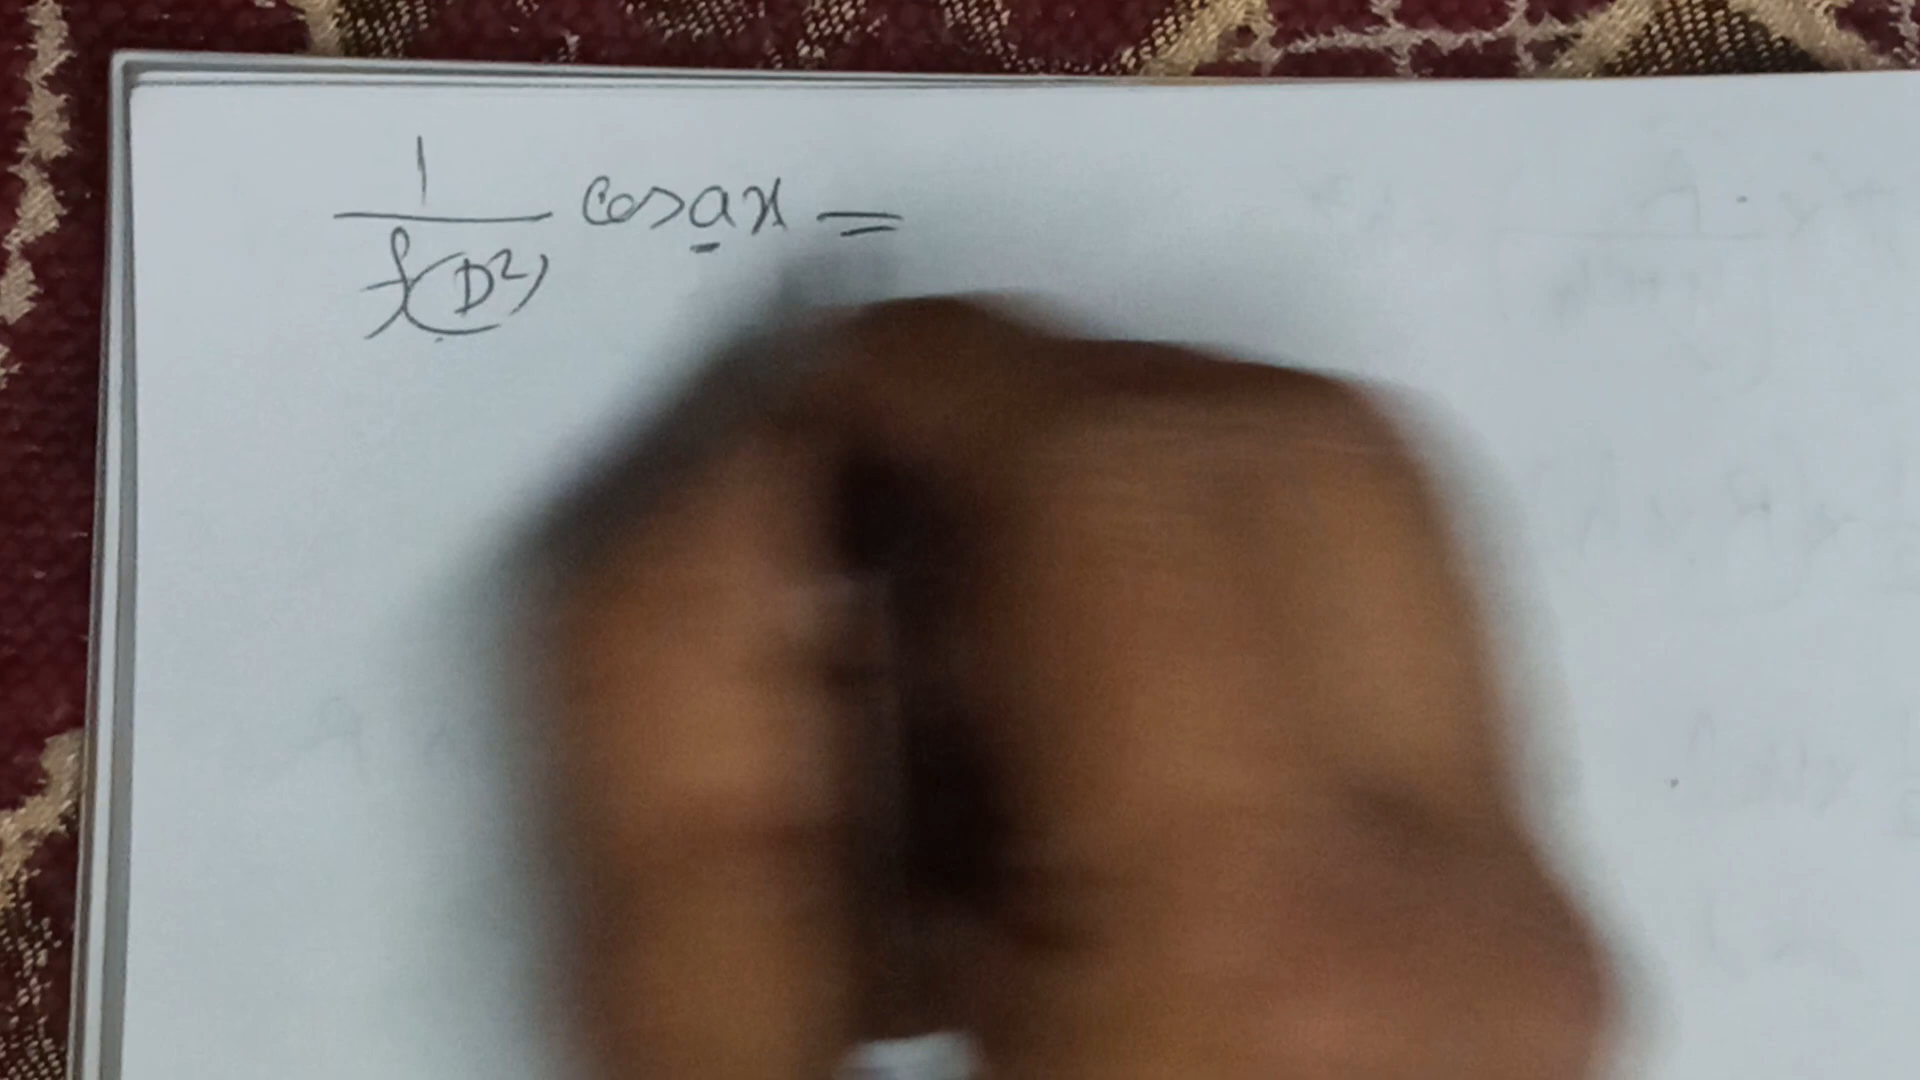 1/f(D²) cos ax =